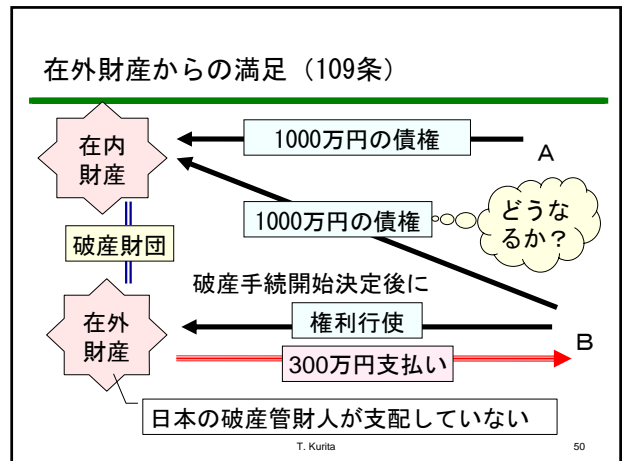 在外財産からの満足（109条）
在内
財産
1000万円の債権
A
1000万円の債権
どうな
るか？
破産財団
破産手続開始決定後に
在外
財産
権利行使
B
300万円支払い
日本の破産管財人が支配していない
T. Kurita
50